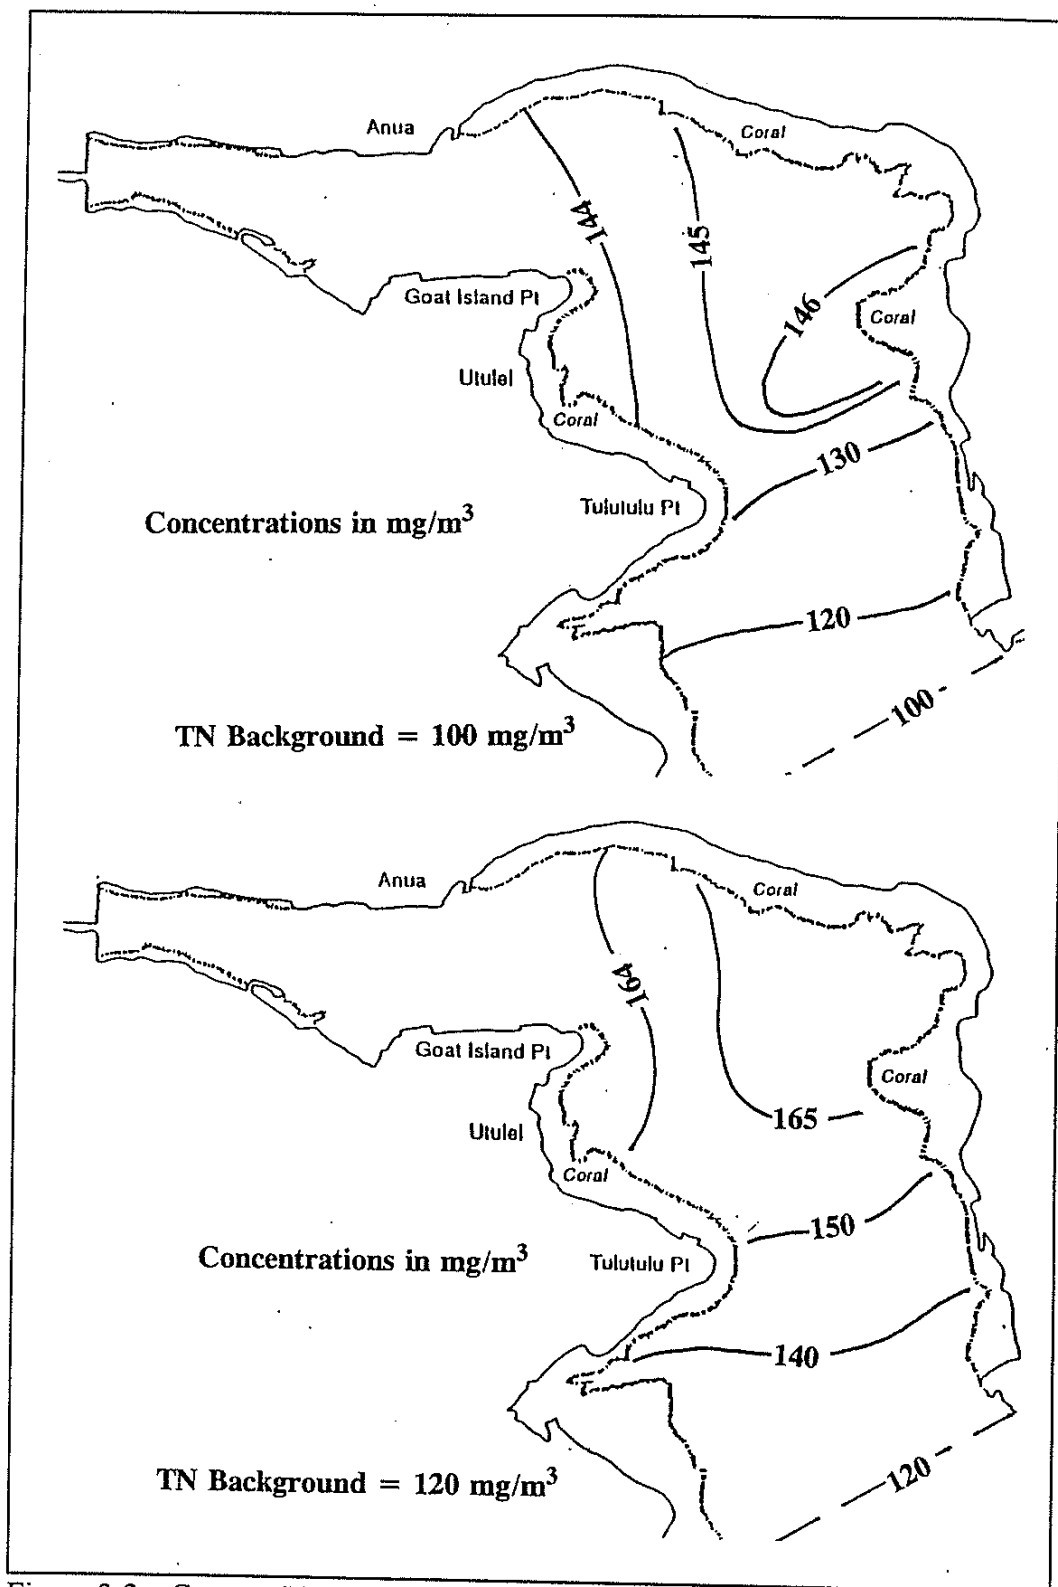 Anua
Coral
144
145
146
Goat Island Pt
Coral
Utulei
Coral
130
Concentrations in mg/m³
Tulutulu Pt
120
100
TN Background = 100 mg/m³
Anua
Coral
164
Goat Island Pt
Coral
165
Utulei
Coral
150
Concentrations in mg/m³
Tulutulu Pt
140
120
TN Background = 120 mg/m³